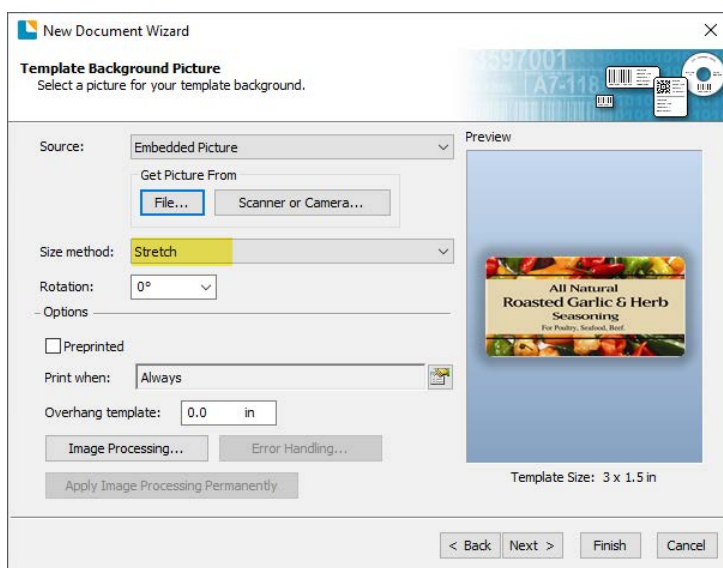 New Document Wizard
Template Background Picture
Select a picture for your template background.
3597001
A7-118
Source:
Embedded Picture
Get Picture From
File...
Scanner or Camera...
Size method:
Stretch
Rotation:
0°
Options
Preprinted
Print when:
Always
Overhang template:
0.0 in
Image Processing...
Error Handling...
Apply Image Processing Permanently
Preview
All Natural
Roasted Garlic & Herb
Seasoning
For Poultry, Seafood, Beef.
Template Size: 3 x 1.5 in
< Back
Next >
Finish
Cancel